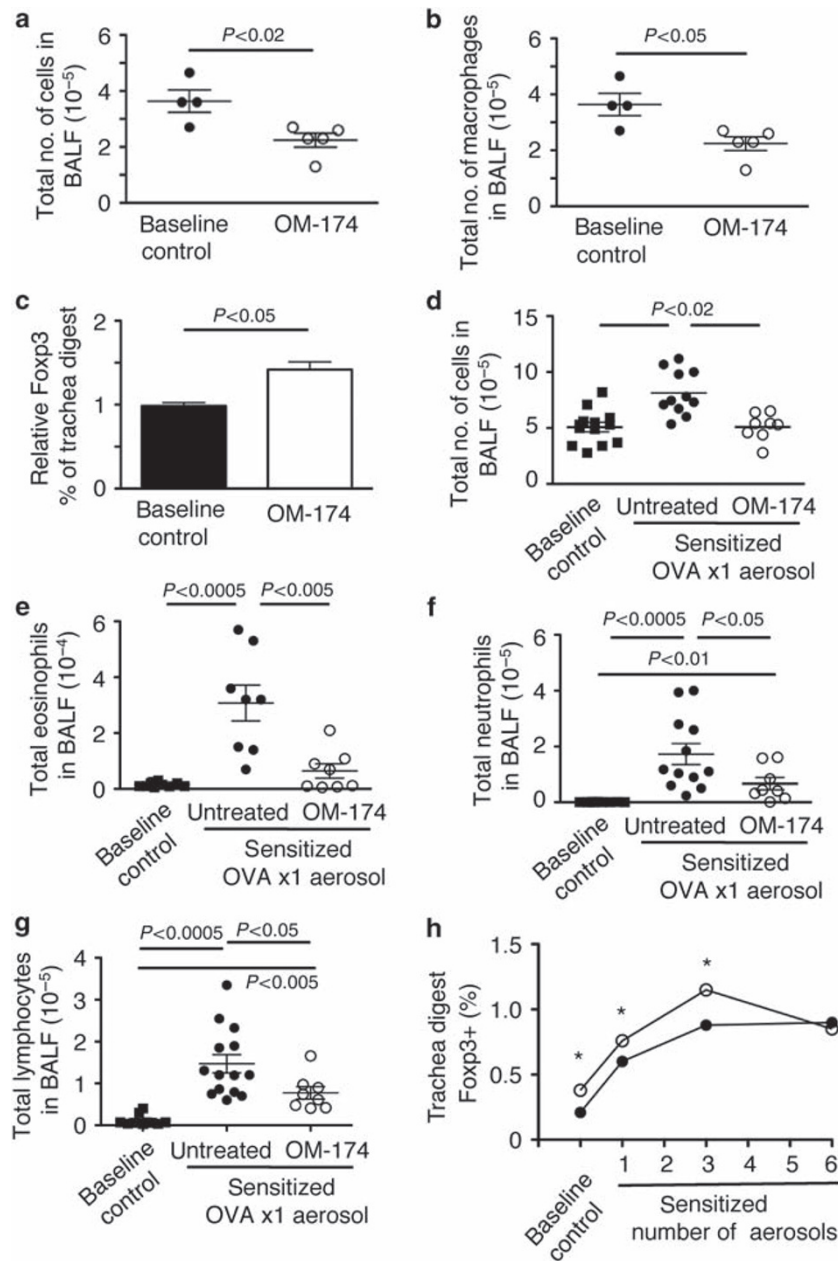 a
P<0.02
Total no. of cells in
BALF (10⁻⁵)
6
4
2
0
Baseline
control
OM-174
b
P<0.05
Total no. of macrophages
in BALF (10⁻⁵)
6
4
2
0
Baseline
control
OM-174
c
P<0.05
Relative Foxp3
% of trachea digest
2
1
0
Baseline
control
OM-174
d
P<0.02
Total no. of cells in
BALF (10⁻⁵)
15
10
5
0
Baseline
control
Untreated OM-174
Sensitized
OVA x1 aerosol
e
P<0.0005 P<0.005
Total eosinophils
in BALF (10⁻⁴)
6
4
2
0
Baseline
control
Untreated OM-174
Sensitized
OVA x1 aerosol
f
P<0.0005 P<0.05
P<0.01
Total neutrophils
in BALF (10⁻⁵)
6
4
2
0
Baseline
control
Untreated OM-174
Sensitized
OVA x1 aerosol
g
P<0.0005 P<0.05
P<0.005
Total lymphocytes
in BALF (10⁻⁵)
4
3
2
1
0
Baseline
control
Untreated OM-174
Sensitized
OVA x1 aerosol
h
Trachea digest
Foxp3+ (%)
1.5
1.0
0.5
0
* * *
Baseline
control
1 2 3 4 5 6
Sensitized
number of aerosols